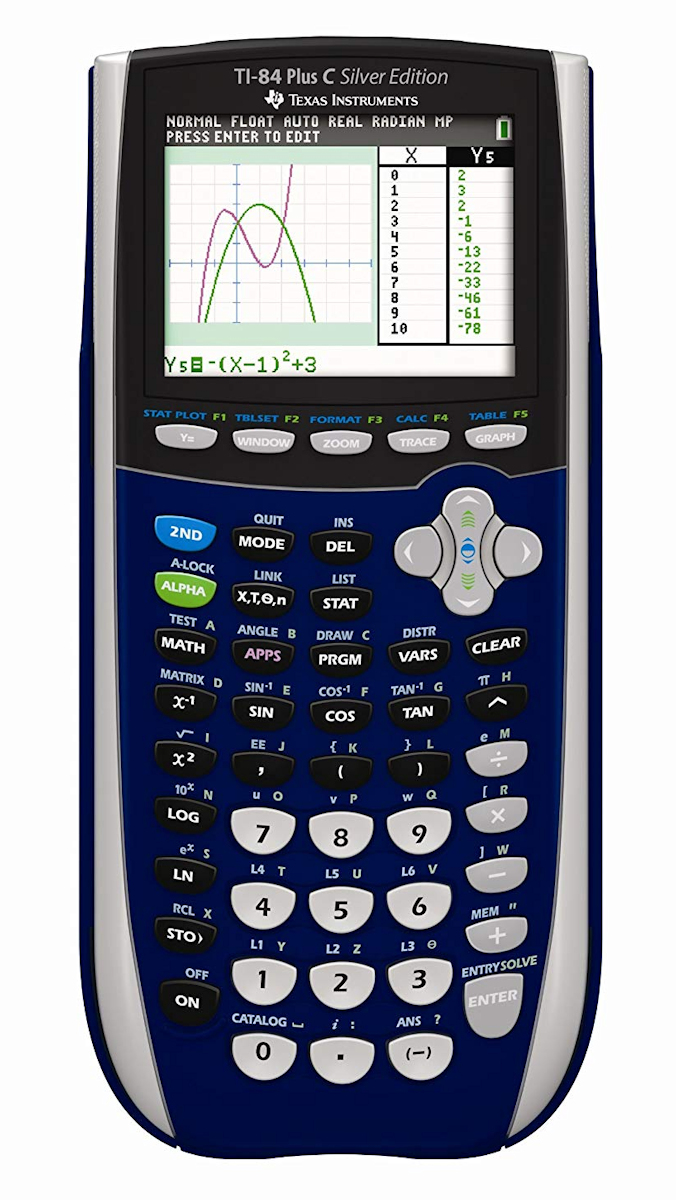 TI-84 Plus C Silver Edition
TEXAS INSTRUMENTS
NORMAL FLOAT AUTO REAL RADIAN MP
PRESS ENTER TO EDIT
X Y5
0 2
1 3
2 2
3 -1
4 -6
5 -13
6 -22
7 -33
8 -46
9 -61
10 -78
Y5=-(X-1)²+3
STAT PLOT F1 TBLSET F2 FORMAT F3 CALC F4 TABLE F5
Y= WINDOW ZOOM TRACE GRAPH
QUIT INS
2ND MODE DEL
A-LOCK LINK LIST
ALPHA X,T,Θ,n STAT
TEST A ANGLE B DRAW C DISTR
MATH APPS PRGM VARS CLEAR
MATRIX D SIN⁻¹ E COS⁻¹ F TAN⁻¹ G π H
x⁻¹ SIN COS TAN ^
√ I EE J { K } L e M
x² , ( ) ÷
10ˣ N u O v P w Q [ R
LOG 7 8 9 ×
eˣ S L4 T L5 U L6 V ] W
LN 4 5 6 −
RCL X L1 Y L2 Z L3 Θ MEM "
STO› 1 2 3 +
OFF CATALOG ⎵ i : ANS ? ENTRY SOLVE
ON 0 . (−) ENTER